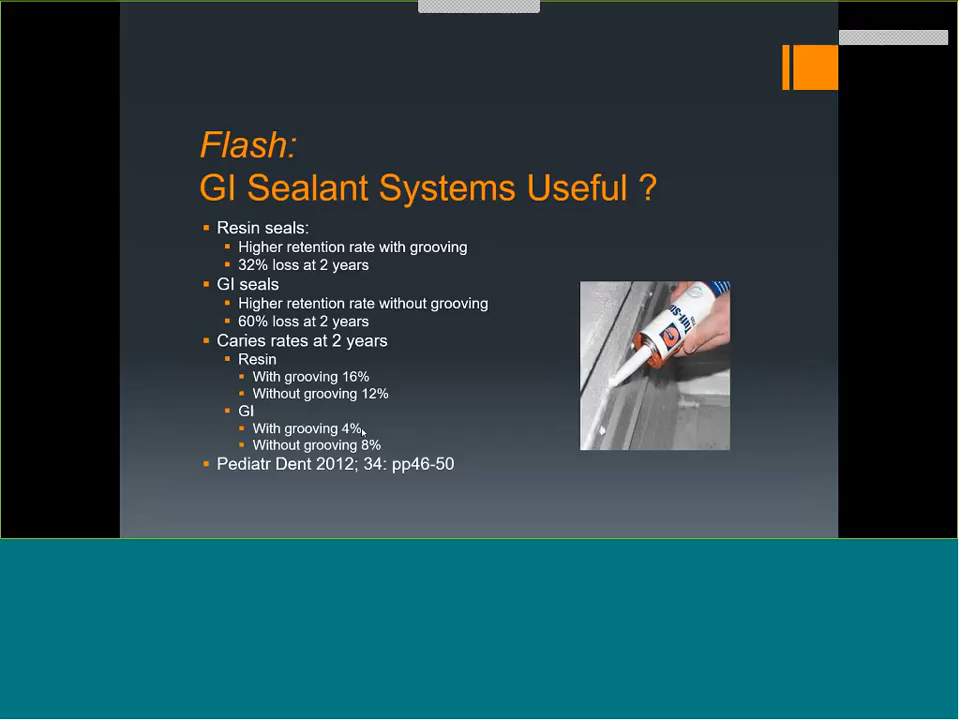 Flash:
GI Sealant Systems Useful ?
Resin seals:
Higher retention rate with grooving
32% loss at 2 years
GI seals
Higher retention rate without grooving
60% loss at 2 years
Caries rates at 2 years
Resin
With grooving 16%
Without grooving 12%
GI
With grooving 4%
Without grooving 8%
Pediatr Dent 2012; 34: pp46-50